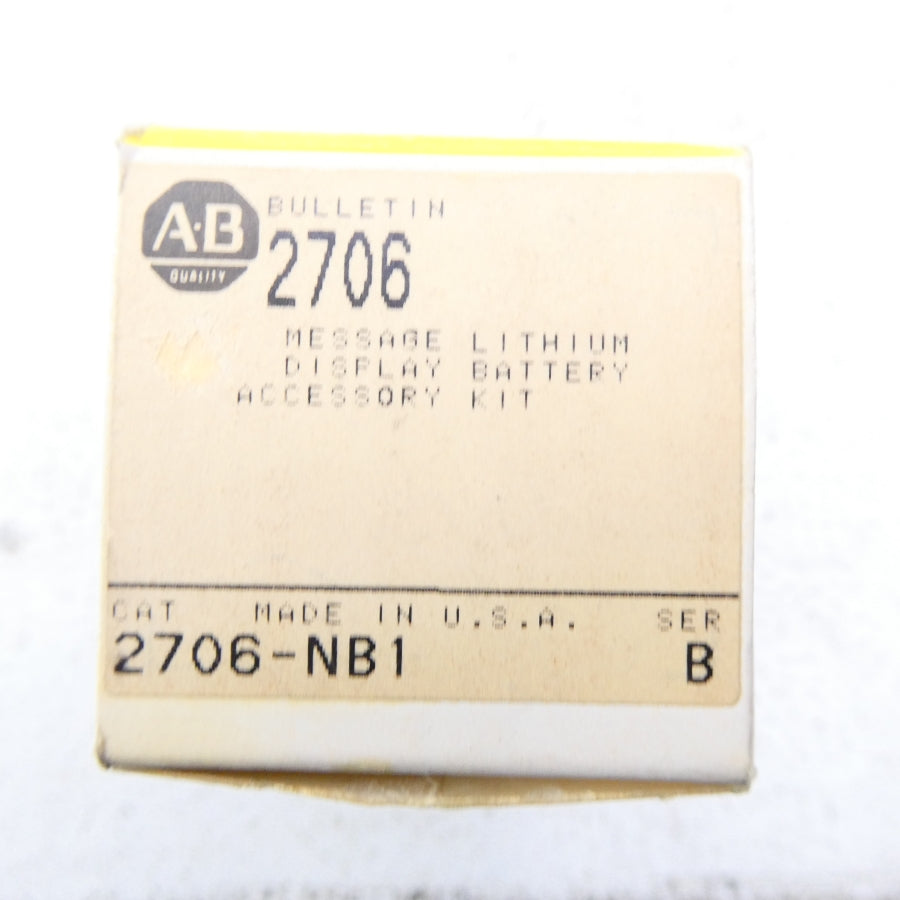 A·B
QUALITY
BULLETIN
2706
MESSAGE LITHIUM
DISPLAY BATTERY
ACCESSORY KIT
CAT MADE IN U.S.A. SER
2706-NB1 B